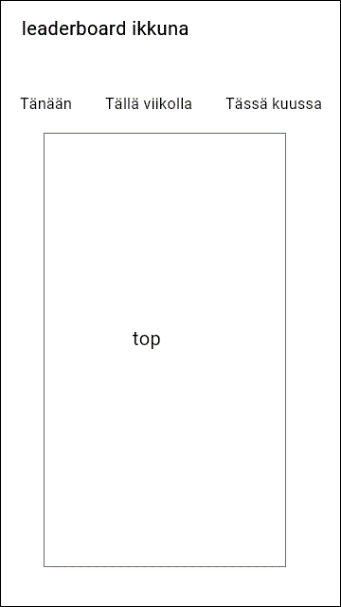 leaderboard ikkuna
Tänään Tällä viikolla Tässä kuussa
top